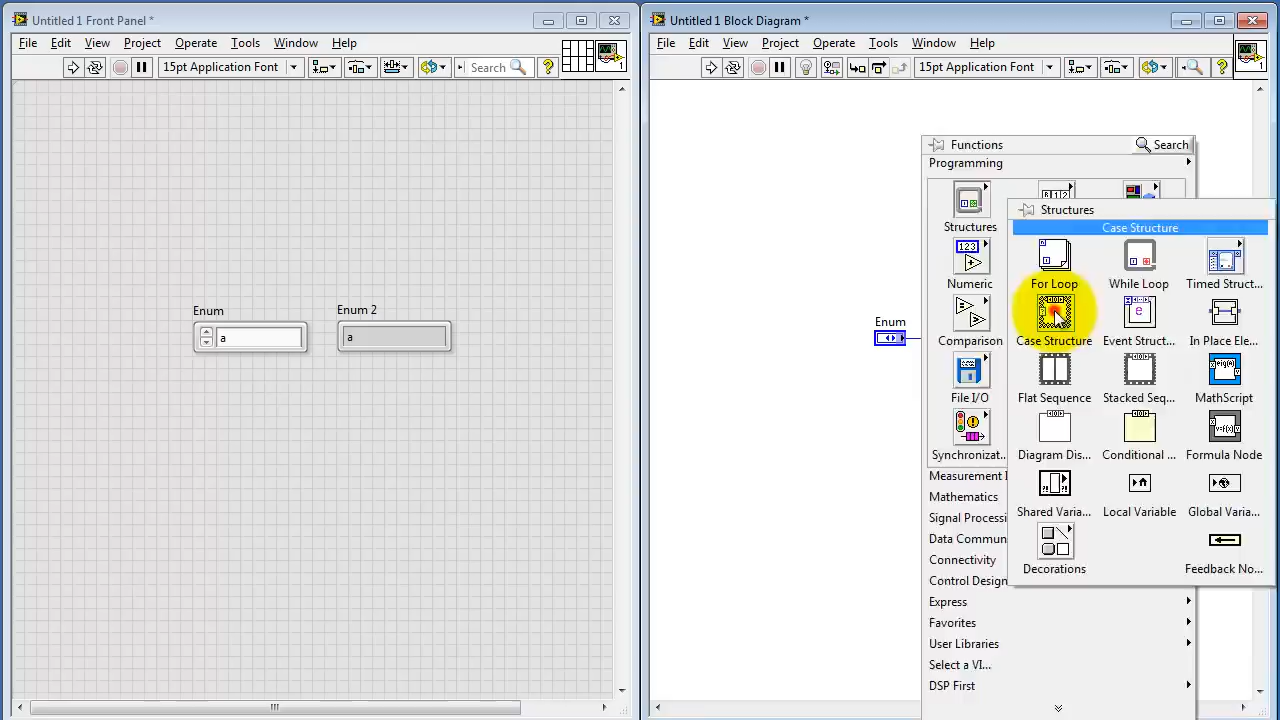 Untitled 1 Front Panel *
File Edit View Project Operate Tools Window Help
15pt Application Font
Search
?
1
Enum
a
Enum 2
a
Untitled 1 Block Diagram *
File Edit View Project Operate Tools Window Help
15pt Application Font
?
1
Enum
Functions
Search
Programming
Structures
Numeric
123
Comparison
File I/O
Synchronizat...
Measurement I
Mathematics
Signal Processi
Data Commun
Connectivity
Control Design
Express
Favorites
User Libraries
Select a VI...
DSP First
Structures
Case Structure
For Loop
While Loop
Timed Struct...
Case Structure
Event Struct...
In Place Ele...
Flat Sequence
Stacked Seq...
MathScript
Diagram Dis...
Conditional ...
Formula Node
Shared Varia...
Local Variable
Global Varia...
Decorations
Feedback No...